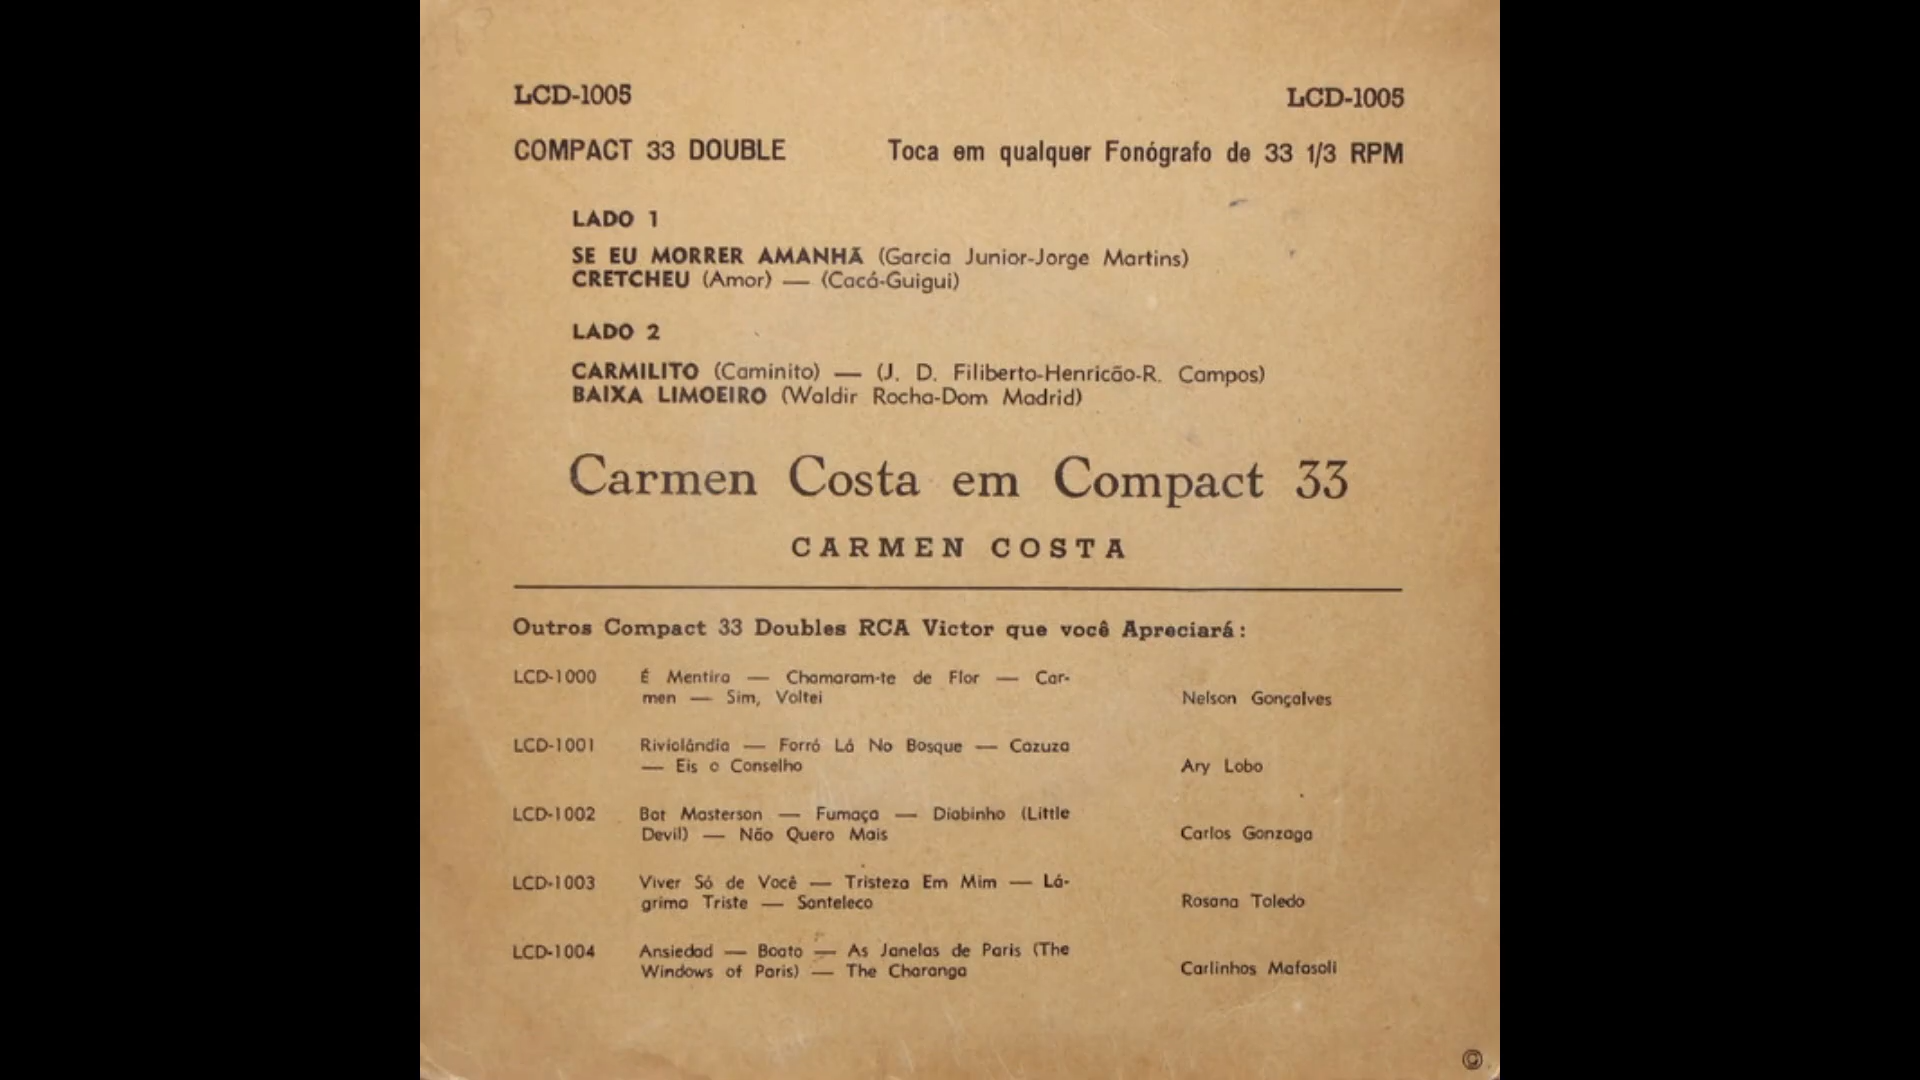 LCD-1005 LCD-1005
COMPACT 33 DOUBLE Toca em qualquer Fonógrafo de 33 1/3 RPM
LADO 1
SE EU MORRER AMANHÃ (Garcia Junior-Jorge Martins)
CRETCHEU (Amor) — (Cacá-Guigui)
LADO 2
CARMILITO (Caminito) — (J. D. Filiberto-Henricão-R. Campos)
BAIXA LIMOEIRO (Waldir Rocha-Dom Madrid)
Carmen Costa em Compact 33
CARMEN COSTA
Outros Compact 33 Doubles RCA Victor que você Apreciará:
LCD-1000 É Mentira — Chamaram-te de Flor — Car-
men — Sim, Voltei Nelson Gonçalves
LCD-1001 Riviolândia — Forró Lá No Bosque — Cazuza
— Eis o Conselho Ary Lobo
LCD-1002 Bat Masterson — Fumaça — Diabinho (Little
Devil) — Não Quero Mais Carlos Gonzaga
LCD-1003 Viver Só de Você — Tristeza Em Mim — Lá-
grima Triste — Santeleco Rosana Toledo
LCD-1004 Ansiedad — Boato — As Janelas de Paris (The
Windows of Paris) — The Charanga Carlinhos Mafasoli
©